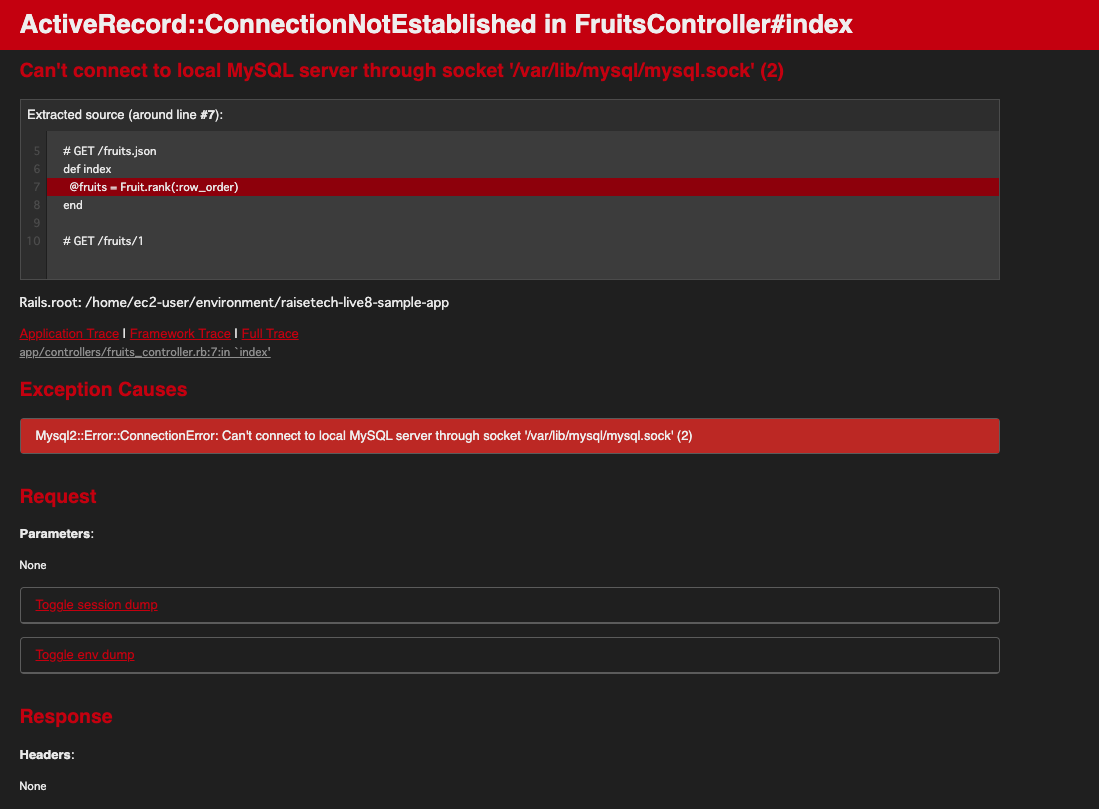 ActiveRecord::ConnectionNotEstablished in FruitsController#index
Can't connect to local MySQL server through socket '/var/lib/mysql/mysql.sock' (2)
Extracted source (around line #7):
5 # GET /fruits.json
6 def index
7 @fruits = Fruit.rank(:row_order)
8 end
9
10 # GET /fruits/1
Rails.root: /home/ec2-user/environment/raisetech-live8-sample-app
Application Trace | Framework Trace | Full Trace
app/controllers/fruits_controller.rb:7:in `index'
Exception Causes
Mysql2::Error::ConnectionError: Can't connect to local MySQL server through socket '/var/lib/mysql/mysql.sock' (2)
Request
Parameters:
None
Toggle session dump
Toggle env dump
Response
Headers:
None